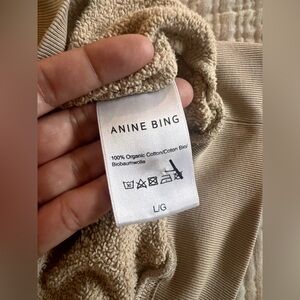 ANINE BING
100% Organic Cotton/Coton Bio/
Biobaumwolle
L/G